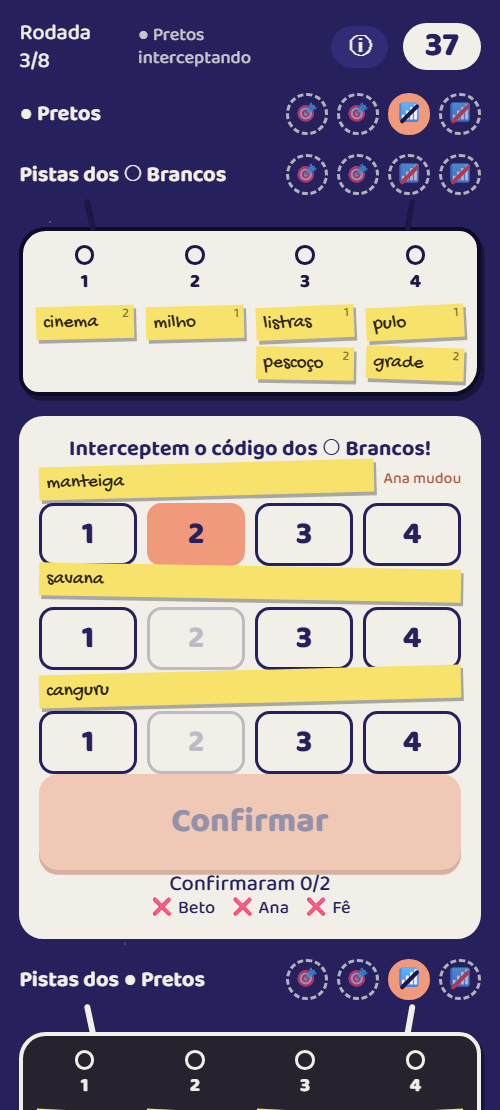 Rodada
3/8
● Pretos
interceptando
37
● Pretos
Pistas dos ○ Brancos
1 2 3 4
cinema 2
milho 1
listras 1
pulo 1
pescoço 2
grade 2
Interceptem o código dos ○ Brancos!
manteiga
Ana mudou
1 2 3 4
savana
1 2 3 4
canguru
1 2 3 4
Confirmar
Confirmaram 0/2
❌ Beto ❌ Ana ❌ Fê
Pistas dos ● Pretos
1 2 3 4